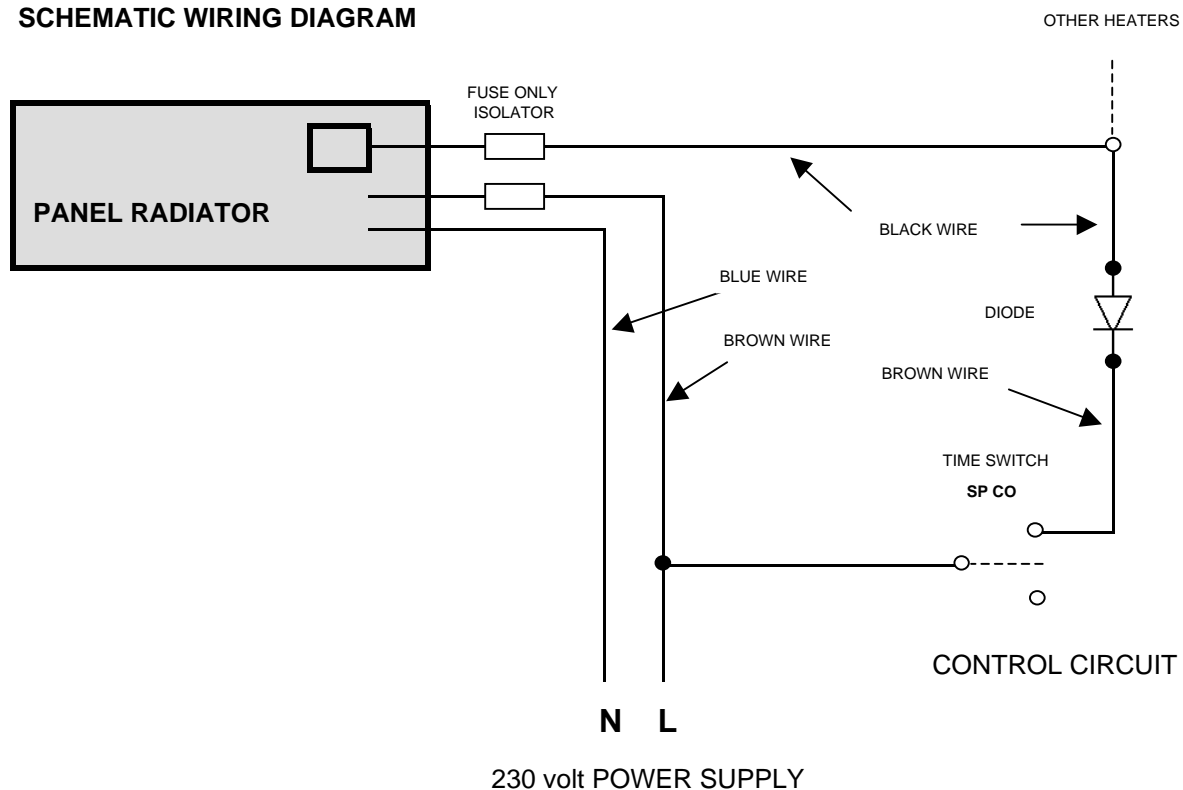 SCHEMATIC WIRING DIAGRAM
OTHER HEATERS
FUSE ONLY
ISOLATOR
PANEL RADIATOR
BLACK WIRE
BLUE WIRE
DIODE
BROWN WIRE
BROWN WIRE
TIME SWITCH
SP CO
CONTROL CIRCUIT
N L
230 volt POWER SUPPLY